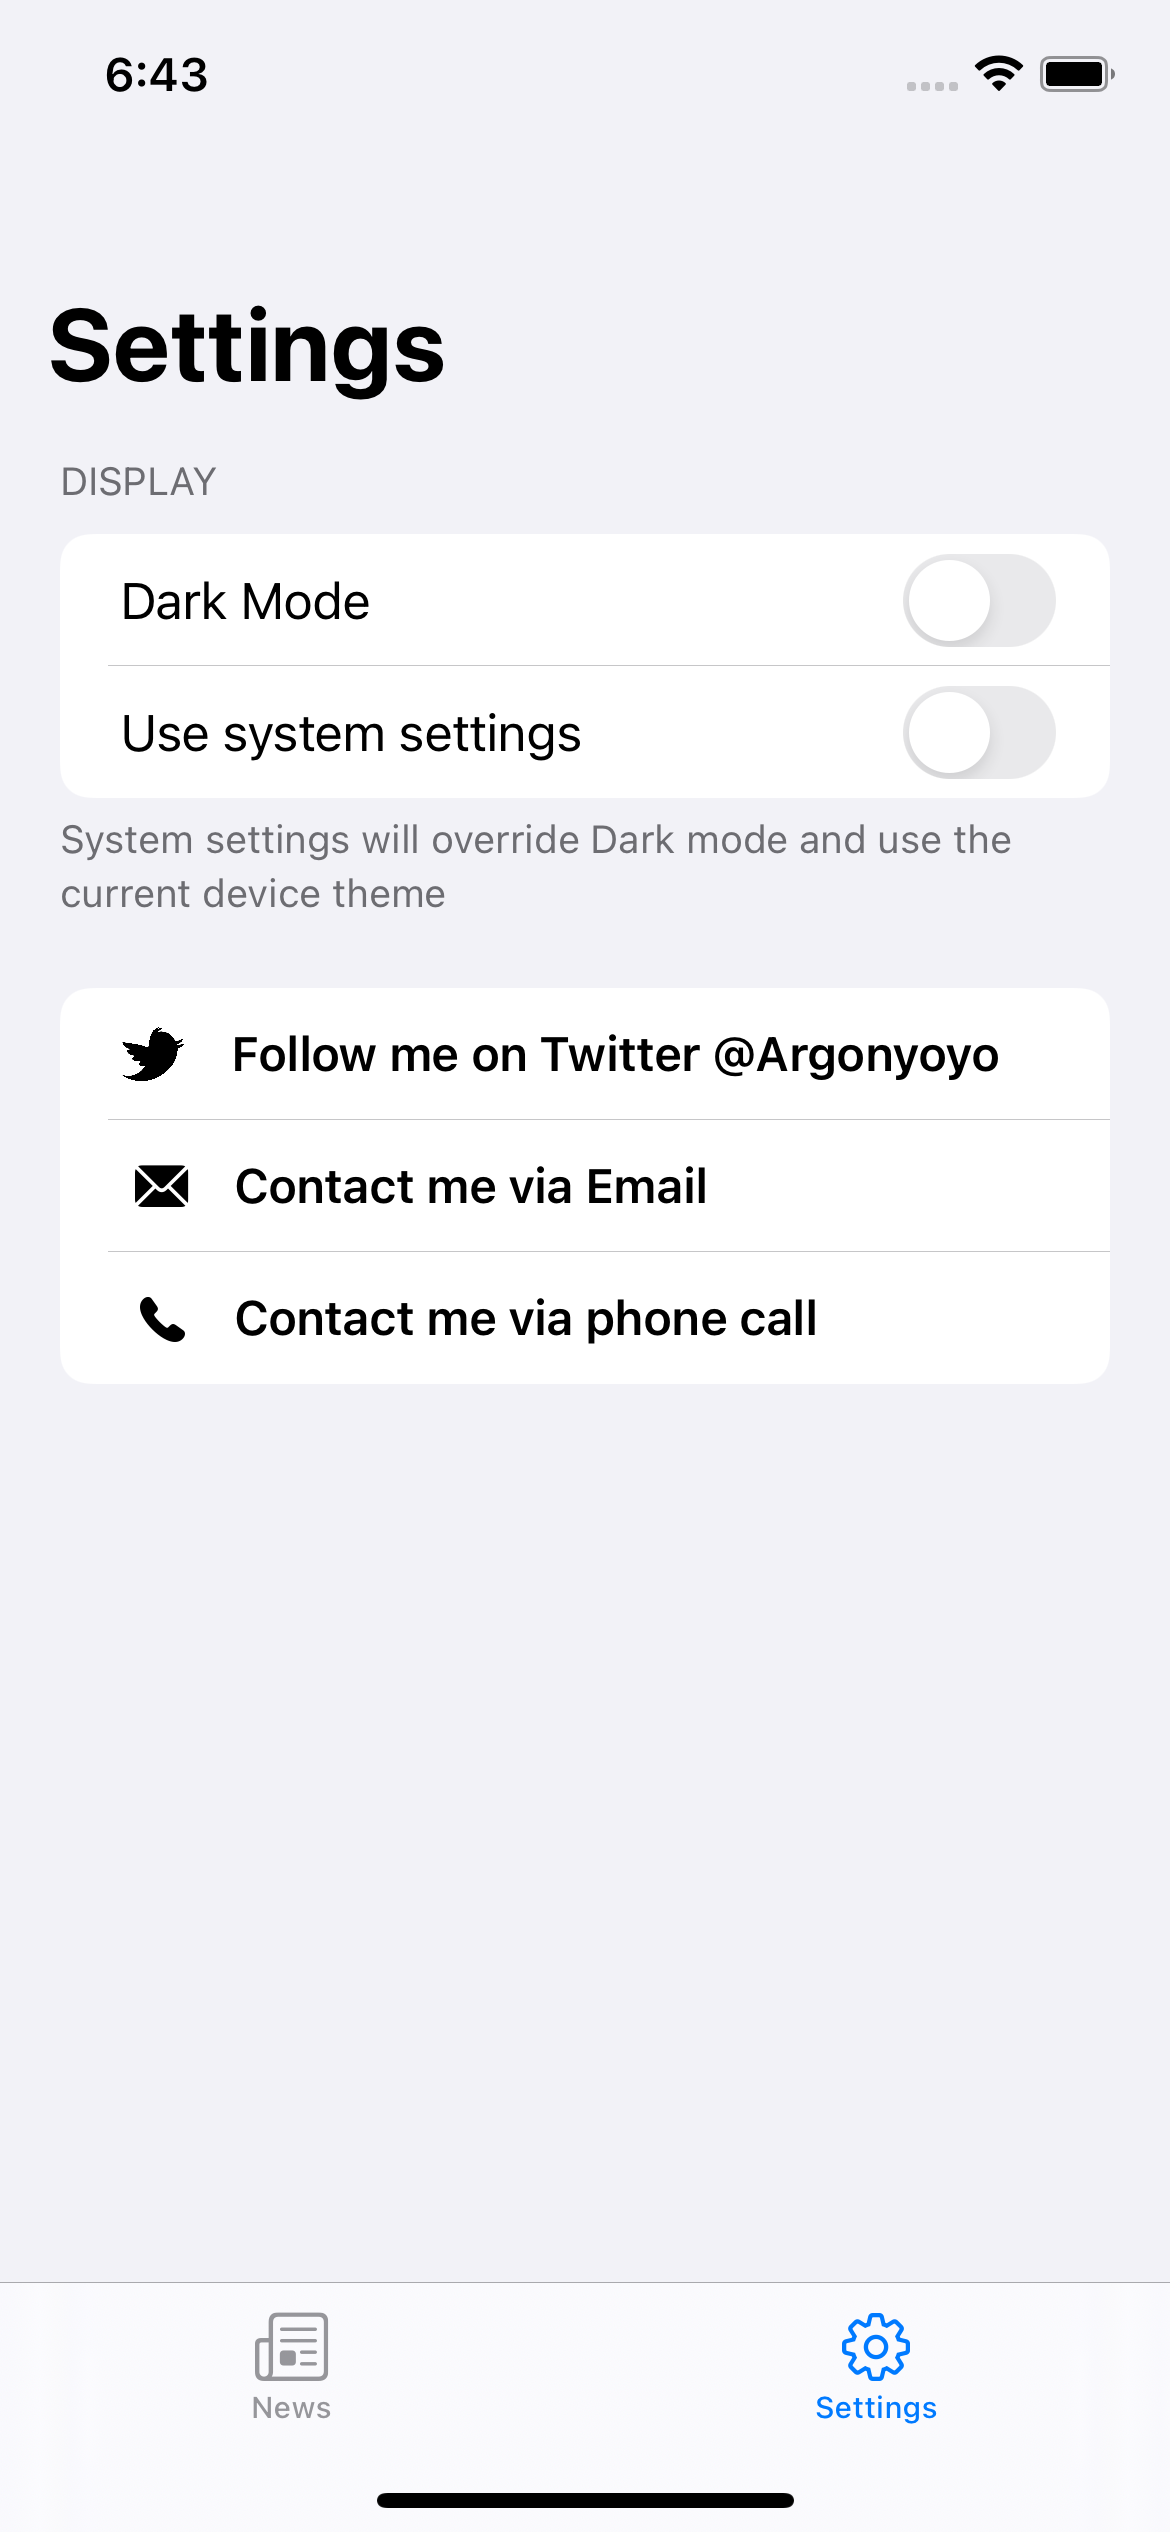 6:43
Settings
DISPLAY
Dark Mode
Use system settings
System settings will override Dark mode and use the
current device theme
Follow me on Twitter @Argonyoyo
Contact me via Email
Contact me via phone call
News
Settings